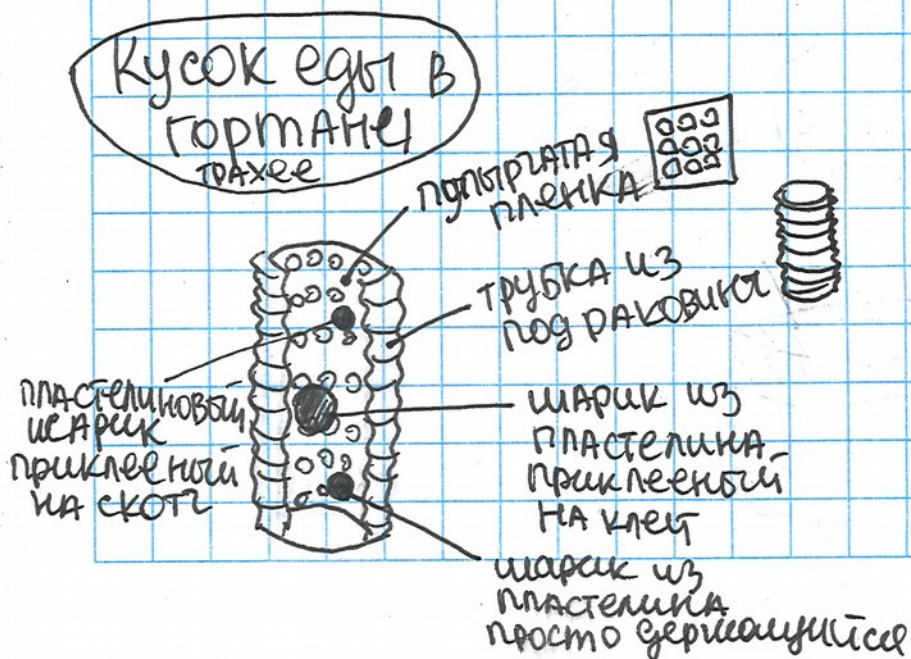 Кусок еды в
гортани
трахее
пупырчатая
пленка
трубка из
под раковины
пластелиновый
шарик
приклееный
на скотч
шарик из
пластелина
приклееный
на клей
шарик из
пластелина
просто держащийся